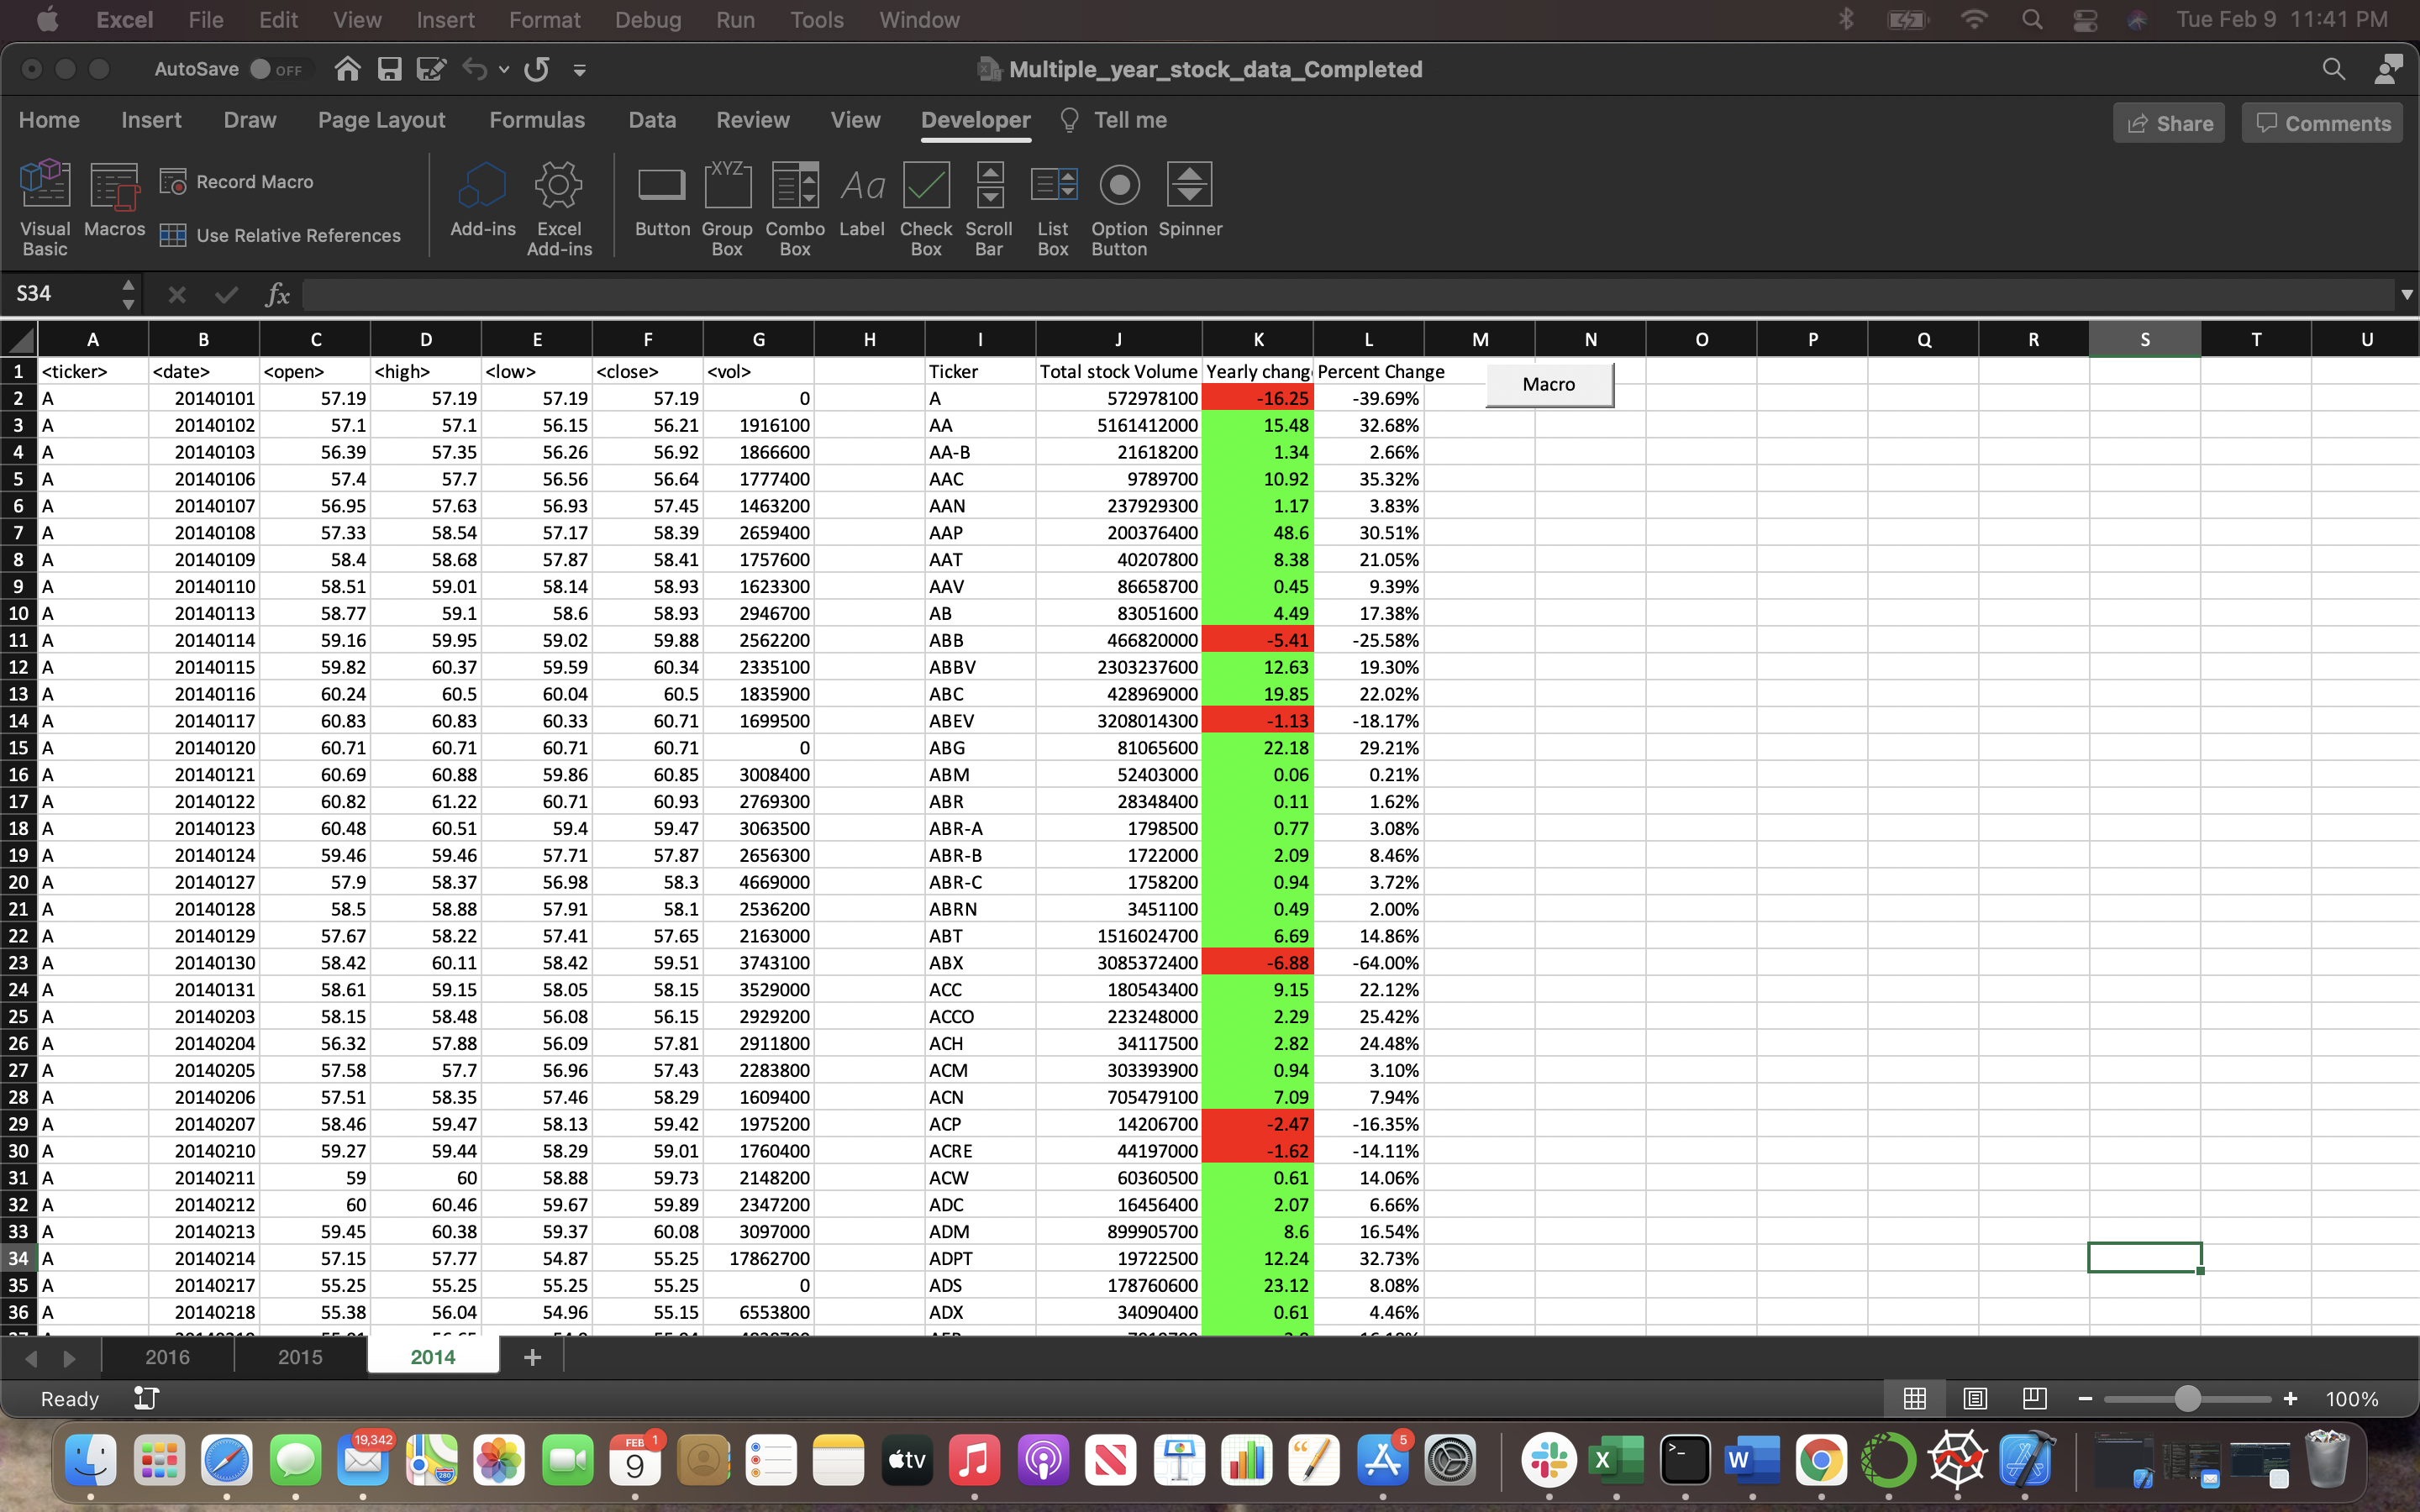 Excel File Edit View Insert Format Debug Run Tools Window Tue Feb 9 11:41 PM
AutoSave OFF Multiple_year_stock_data_Completed
Home Insert Draw Page Layout Formulas Data Review View Developer Tell me Share Comments
Visual Basic Macros Record Macro Use Relative References Add-ins Excel Add-ins XYZ Button Group Box Combo Box Aa Label Check Box Scroll Bar List Box Option Button Spinner
S34 fx
A B C D E F G H I J K L M N O P Q R S T U
1 <ticker> <date> <open> <high> <low> <close> <vol> Ticker Total stock Volume Yearly chang Percent Change Macro
2 A 20140101 57.19 57.19 57.19 57.19 0 A 572978100 -16.25 -39.69%
3 A 20140102 57.1 57.1 56.15 56.21 1916100 AA 5161412000 15.48 32.68%
4 A 20140103 56.39 57.35 56.26 56.92 1866600 AA-B 21618200 1.34 2.66%
5 A 20140106 57.4 57.7 56.56 56.64 1777400 AAC 9789700 10.92 35.32%
6 A 20140107 56.95 57.63 56.93 57.45 1463200 AAN 237929300 1.17 3.83%
7 A 20140108 57.33 58.54 57.17 58.39 2659400 AAP 200376400 48.6 30.51%
8 A 20140109 58.4 58.68 57.87 58.41 1757600 AAT 40207800 8.38 21.05%
9 A 20140110 58.51 59.01 58.14 58.93 1623300 AAV 86658700 0.45 9.39%
10 A 20140113 58.77 59.1 58.6 58.93 2946700 AB 83051600 4.49 17.38%
11 A 20140114 59.16 59.95 59.02 59.88 2562200 ABB 466820000 -5.41 -25.58%
12 A 20140115 59.82 60.37 59.59 60.34 2335100 ABBV 2303237600 12.63 19.30%
13 A 20140116 60.24 60.5 60.04 60.5 1835900 ABC 428969000 19.85 22.02%
14 A 20140117 60.83 60.83 60.33 60.71 1699500 ABEV 3208014300 -1.13 -18.17%
15 A 20140120 60.71 60.71 60.71 60.71 0 ABG 81065600 22.18 29.21%
16 A 20140121 60.69 60.88 59.86 60.85 3008400 ABM 52403000 0.06 0.21%
17 A 20140122 60.82 61.22 60.71 60.93 2769300 ABR 28348400 0.11 1.62%
18 A 20140123 60.48 60.51 59.4 59.47 3063500 ABR-A 1798500 0.77 3.08%
19 A 20140124 59.46 59.46 57.71 57.87 2656300 ABR-B 1722000 2.09 8.46%
20 A 20140127 57.9 58.37 56.98 58.3 4669000 ABR-C 1758200 0.94 3.72%
21 A 20140128 58.5 58.88 57.91 58.1 2536200 ABRN 3451100 0.49 2.00%
22 A 20140129 57.67 58.22 57.41 57.65 2163000 ABT 1516024700 6.69 14.86%
23 A 20140130 58.42 60.11 58.42 59.51 3743100 ABX 3085372400 -6.88 -64.00%
24 A 20140131 58.61 59.15 58.05 58.15 3529000 ACC 180543400 9.15 22.12%
25 A 20140203 58.15 58.48 56.08 56.15 2929200 ACCO 223248000 2.29 25.42%
26 A 20140204 56.32 57.88 56.09 57.81 2911800 ACH 34117500 2.82 24.48%
27 A 20140205 57.58 57.7 56.96 57.43 2283800 ACM 303393900 0.94 3.10%
28 A 20140206 57.51 58.35 57.46 58.29 1609400 ACN 705479100 7.09 7.94%
29 A 20140207 58.46 59.47 58.13 59.42 1975200 ACP 14206700 -2.47 -16.35%
30 A 20140210 59.27 59.44 58.29 59.01 1760400 ACRE 44197000 -1.62 -14.11%
31 A 20140211 59 60 58.88 59.73 2148200 ACW 60360500 0.61 14.06%
32 A 20140212 60 60.46 59.67 59.89 2347200 ADC 16456400 2.07 6.66%
33 A 20140213 59.45 60.38 59.37 60.08 3097000 ADM 899905700 8.6 16.54%
34 A 20140214 57.15 57.77 54.87 55.25 17862700 ADPT 19722500 12.24 32.73%
35 A 20140217 55.25 55.25 55.25 55.25 0 ADS 178760600 23.12 8.08%
36 A 20140218 55.38 56.04 54.96 55.15 6553800 ADX 34090400 0.61 4.46%
2016 2015 2014 +
Ready 100%
19,342 280 FEB 1 9 tv 5 X >_ W